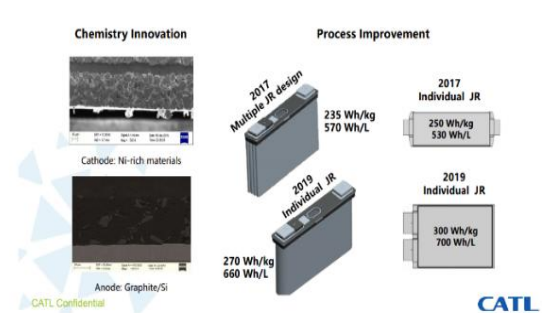 Chemistry Innovation
Process Improvement
Cathode: Ni-rich materials
Anode: Graphite/Si
2017
Multiple JR design
235 Wh/kg
570 Wh/L
2019
Individual JR
270 Wh/kg
660 Wh/L
2017
Individual JR
250 Wh/kg
530 Wh/L
2019
Individual JR
300 Wh/kg
700 Wh/L
CATL Confidential
CATL